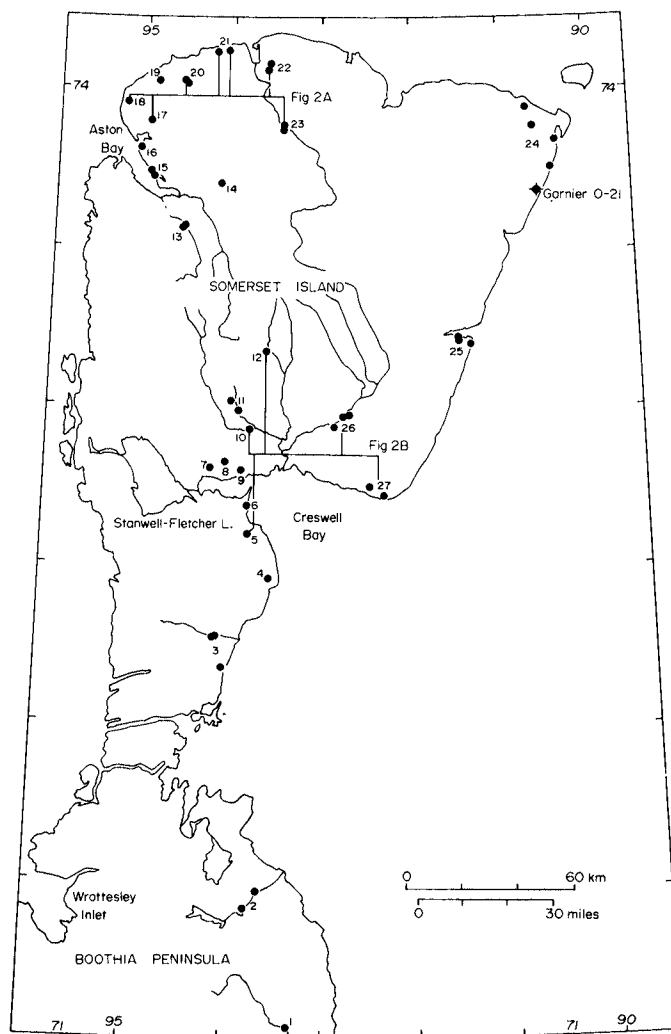 95
90
74
74
21
22
19
20
18
Fig 2A
17
23
Aston
Bay
16
24
15
14
Garnier O-21
13
SOMERSET ISLAND
12
25
11
10
26
Fig 2B
7
8
9
27
6
Stanwell-Fletcher L.
Creswell
Bay
5
4
3
0 60 km
0 30 miles
Wrottesley
Inlet
2
BOOTHIA PENINSULA
1
71
95
71
90